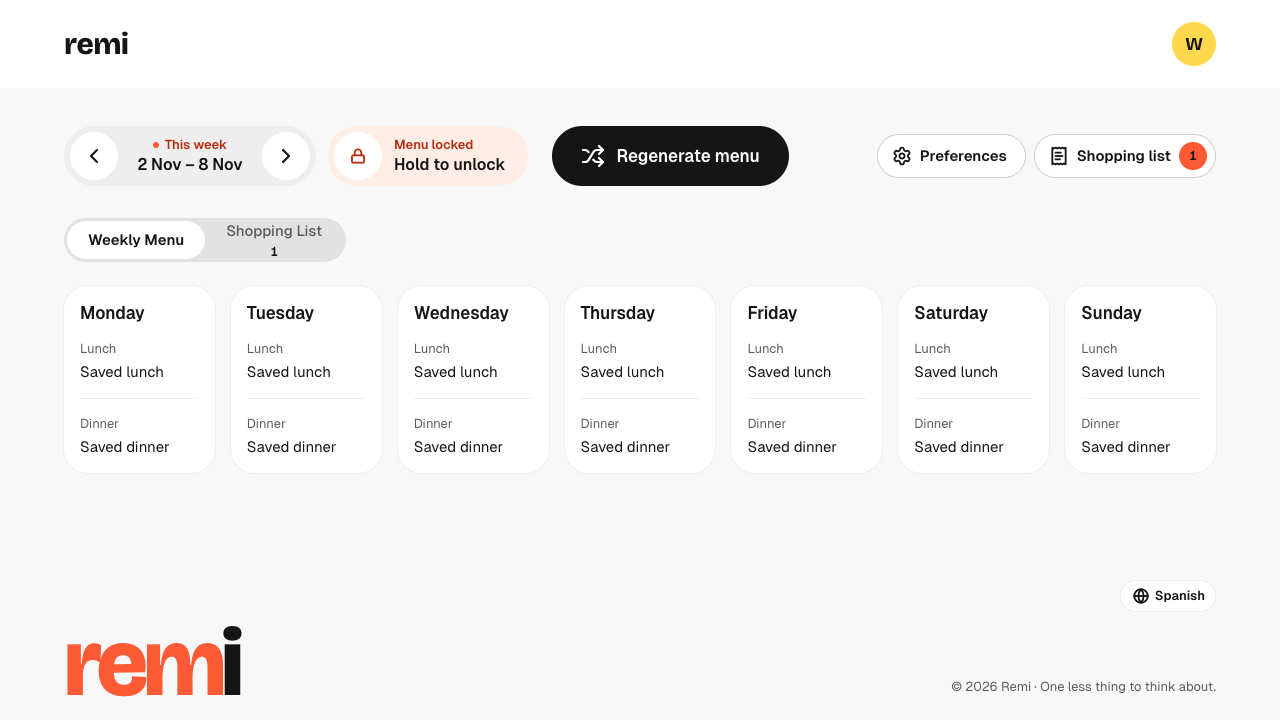 remi
W
This week
2 Nov – 8 Nov
Menu locked
Hold to unlock
Regenerate menu
Preferences
Shopping list
1
Weekly Menu
Shopping List
1
Monday
Lunch
Saved lunch
Dinner
Saved dinner
Tuesday
Lunch
Saved lunch
Dinner
Saved dinner
Wednesday
Lunch
Saved lunch
Dinner
Saved dinner
Thursday
Lunch
Saved lunch
Dinner
Saved dinner
Friday
Lunch
Saved lunch
Dinner
Saved dinner
Saturday
Lunch
Saved lunch
Dinner
Saved dinner
Sunday
Lunch
Saved lunch
Dinner
Saved dinner
Spanish
remi
© 2026 Remi · One less thing to think about.